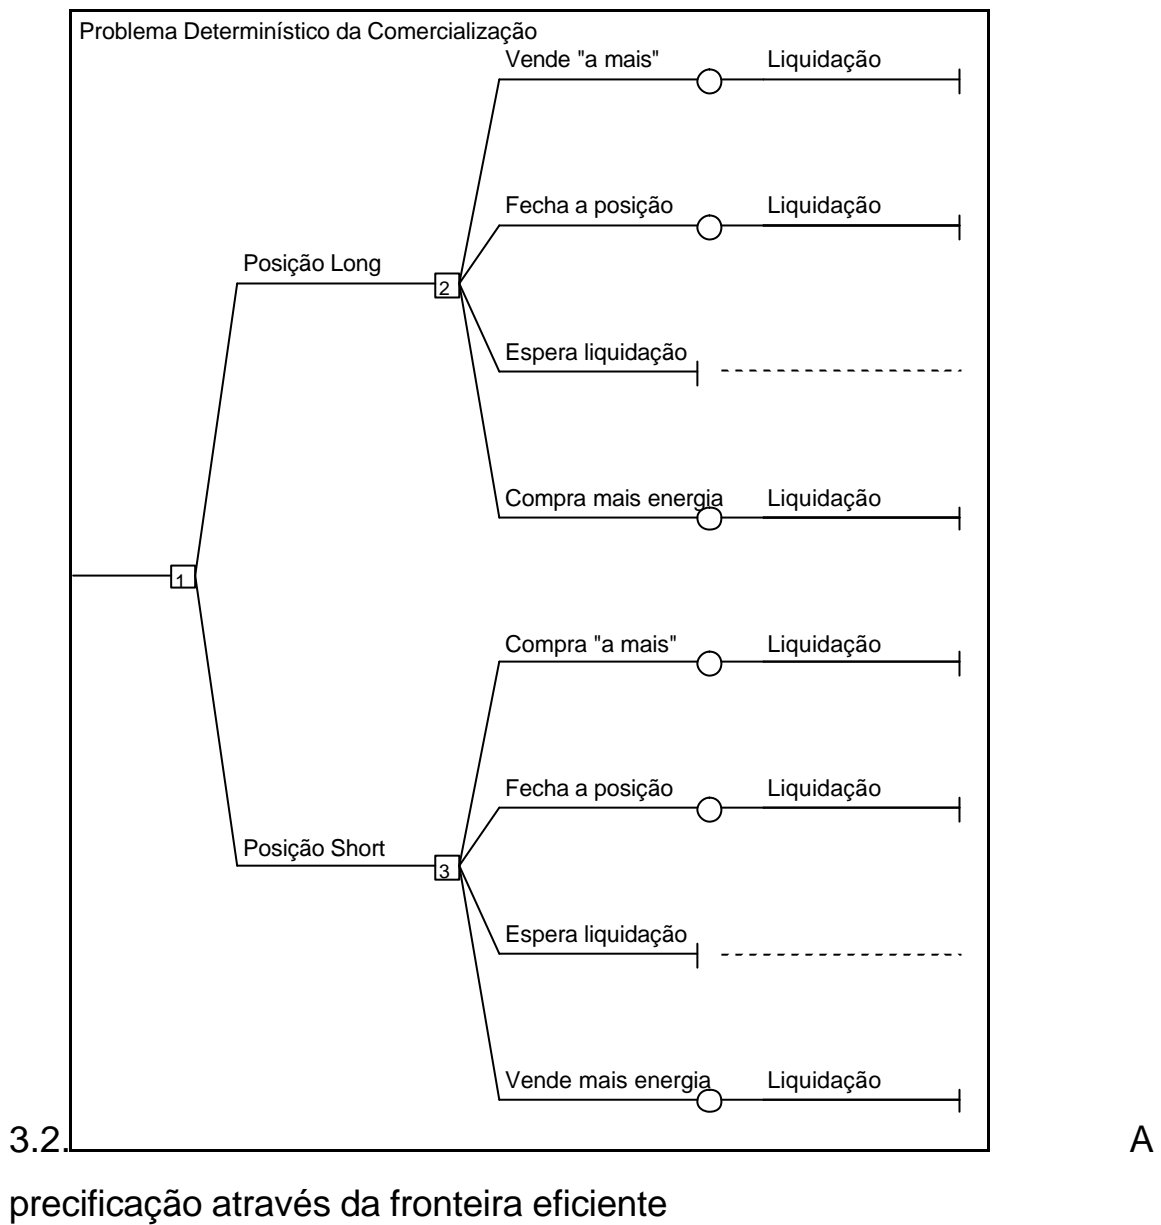 Problema Determinístico da Comercialização
Vende "a mais" Liquidação
Fecha a posição Liquidação
Posição Long
2
Espera liquidação
Compra mais energia Liquidação
1
Compra "a mais" Liquidação
Fecha a posição Liquidação
Posição Short
3
Espera liquidação
Vende mais energia Liquidação
3.2. A
precificação através da fronteira eficiente